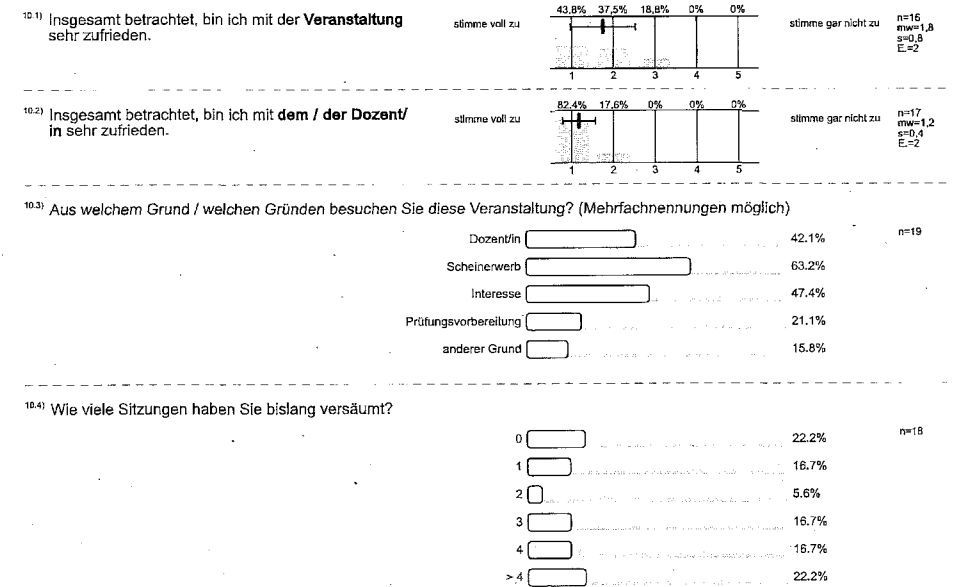 10.1) Insgesamt betrachtet, bin ich mit der Veranstaltung
sehr zufrieden.
stimme voll zu
43,8% 37,5% 18,8% 0% 0%
1 2 3 4 5
stimme gar nicht zu
n=16
mw=1,8
s=0,8
E.=2
10.2) Insgesamt betrachtet, bin ich mit dem / der Dozent/
in sehr zufrieden.
stimme voll zu
82.4% 17,6% 0% 0% 0%
1 2 3 4 5
stimme gar nicht zu
n=17
mw=1,2
s=0,4
E.=2
10.3) Aus welchem Grund / welchen Gründen besuchen Sie diese Veranstaltung? (Mehrfachnennungen möglich)
Dozent/in 42.1% n=19
Scheinerwerb 63.2%
Interesse 47.4%
Prüfungsvorbereitung 21.1%
anderer Grund 15.8%
10.4) Wie viele Sitzungen haben Sie bislang versäumt?
0 22.2% n=18
1 16.7%
2 5.6%
3 16.7%
4 16.7%
> 4 22.2%